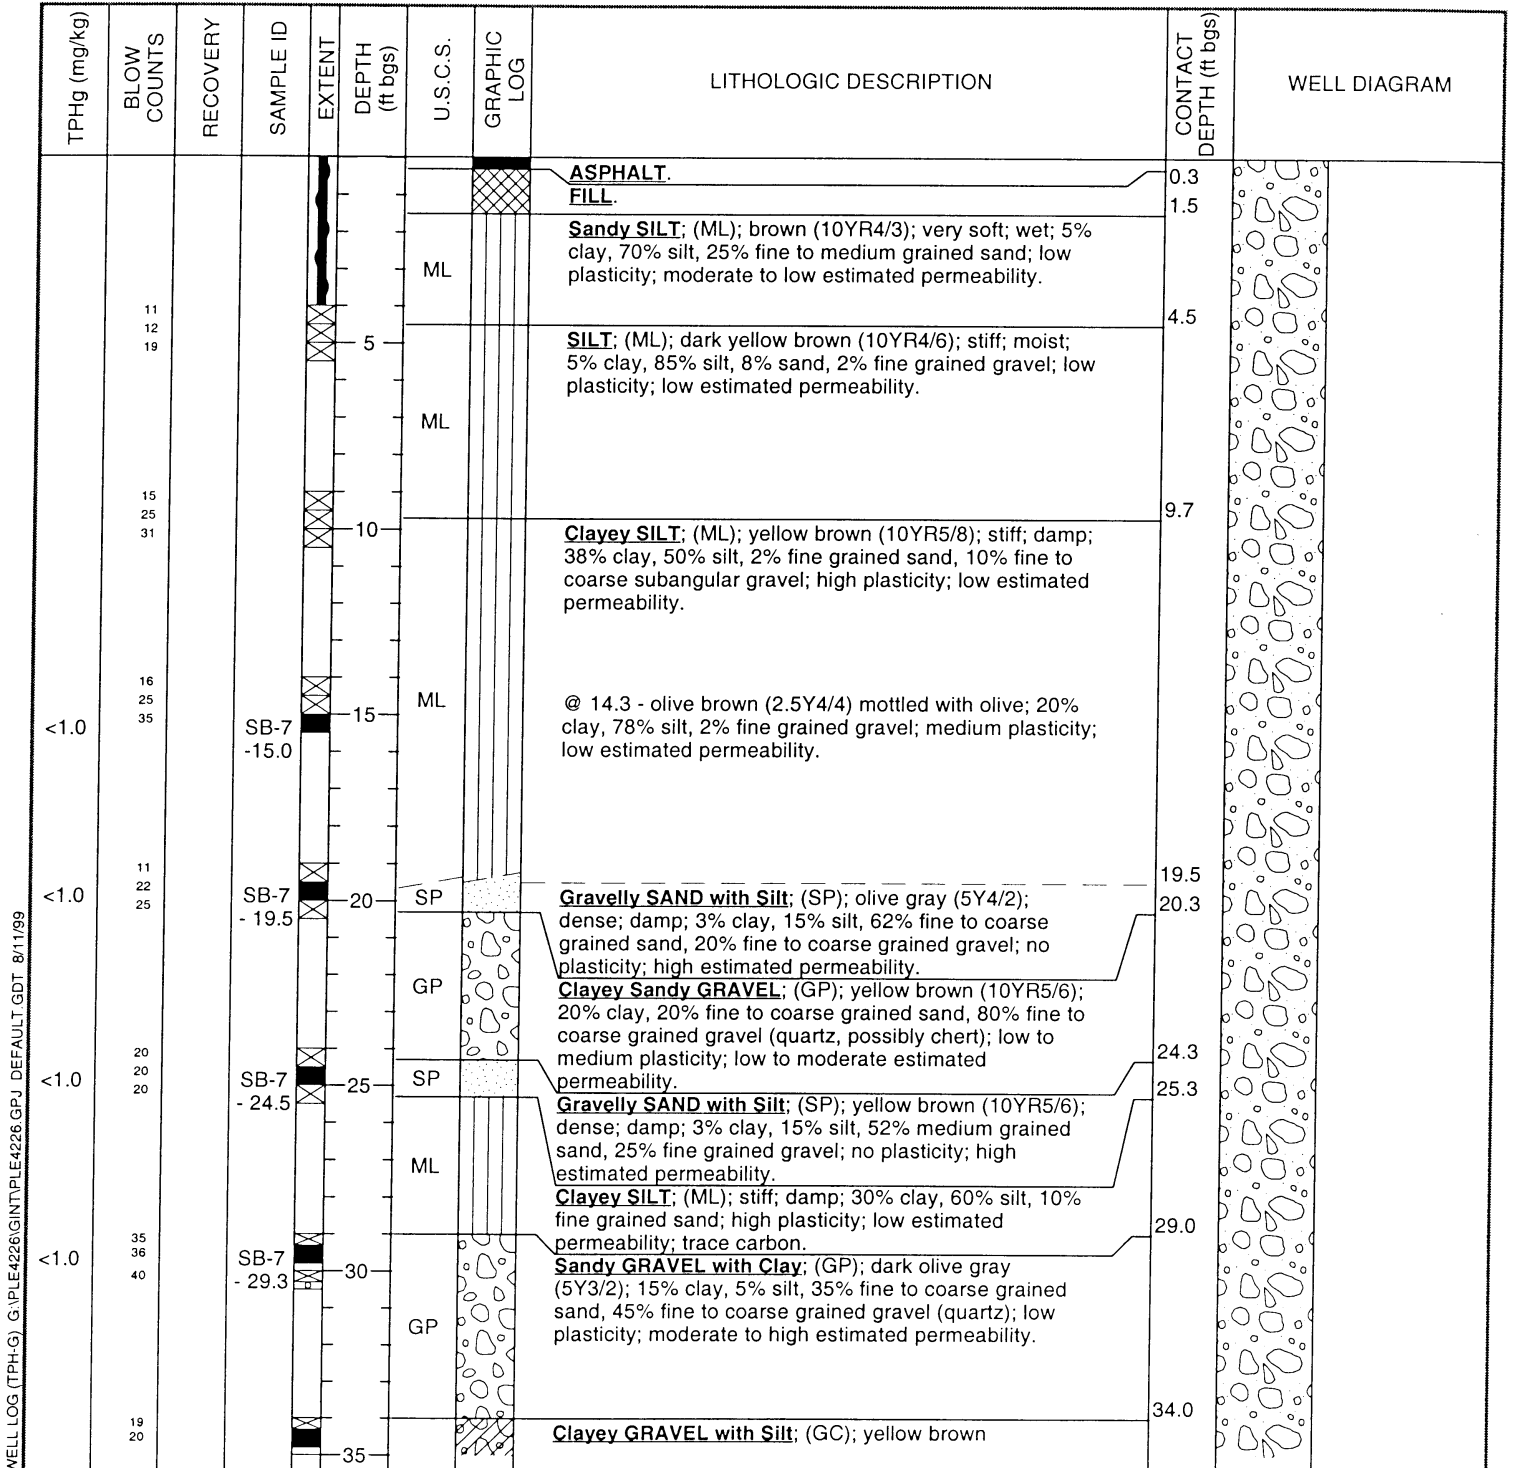 TPHg (mg/kg)
BLOW
COUNTS
RECOVERY
SAMPLE ID
EXTENT
DEPTH
(ft bgs)
U.S.C.S.
GRAPHIC
LOG
LITHOLOGIC DESCRIPTION
CONTACT
DEPTH (ft bgs)
WELL DIAGRAM
ASPHALT.
0.3
FILL.
1.5
Sandy SILT; (ML); brown (10YR4/3); very soft; wet; 5%
clay, 70% silt, 25% fine to medium grained sand; low
plasticity; moderate to low estimated permeability.
ML
11
12
19
4.5
5
SILT; (ML); dark yellow brown (10YR4/6); stiff; moist;
5% clay, 85% silt, 8% sand, 2% fine grained gravel; low
plasticity; low estimated permeability.
ML
15
25
31
9.7
10
Clayey SILT; (ML); yellow brown (10YR5/8); stiff; damp;
38% clay, 50% silt, 2% fine grained sand, 10% fine to
coarse subangular gravel; high plasticity; low estimated
permeability.
16
25
35
ML
<1.0
SB-7
-15.0
15
@ 14.3 - olive brown (2.5Y4/4) mottled with olive; 20%
clay, 78% silt, 2% fine grained gravel; medium plasticity;
low estimated permeability.
11
22
25
19.5
<1.0
SB-7
- 19.5
20
SP
20.3
Gravelly SAND with Silt; (SP); olive gray (5Y4/2);
dense; damp; 3% clay, 15% silt, 62% fine to coarse
grained sand, 20% fine to coarse grained gravel; no
plasticity; high estimated permeability.
GP
Clayey Sandy GRAVEL; (GP); yellow brown (10YR5/6);
20% clay, 20% fine to coarse grained sand, 80% fine to
coarse grained gravel (quartz, possibly chert); low to
medium plasticity; low to moderate estimated
permeability.
20
20
20
24.3
<1.0
SB-7
- 24.5
25
SP
25.3
Gravelly SAND with Silt; (SP); yellow brown (10YR5/6);
dense; damp; 3% clay, 15% silt, 52% medium grained
sand, 25% fine grained gravel; no plasticity; high
estimated permeability.
ML
Clayey SILT; (ML); stiff; damp; 30% clay, 60% silt, 10%
fine grained sand; high plasticity; low estimated
permeability; trace carbon.
29.0
35
36
40
<1.0
SB-7
- 29.3
30
Sandy GRAVEL with Clay; (GP); dark olive gray
(5Y3/2); 15% clay, 5% silt, 35% fine to coarse grained
sand, 45% fine to coarse grained gravel (quartz); low
plasticity; moderate to high estimated permeability.
GP
34.0
19
20
35
Clayey GRAVEL with Silt; (GC); yellow brown
WELL LOG (TPH-G) G:\PLE4226\GINT\PLE4226.GPJ DEFAULT.GDT 8/11/99